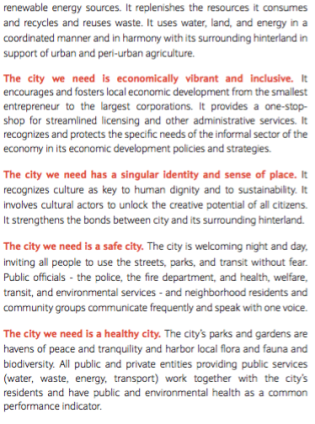 renewable energy sources. It replenishes the resources it consumes
and recycles and reuses waste. It uses water, land, and energy in a
coordinated manner and in harmony with its surrounding hinterland in
support of urban and peri-urban agriculture.
The city we need is economically vibrant and inclusive. It
encourages and fosters local economic development from the smallest
entrepreneur to the largest corporations. It provides a one-stop-
shop for streamlined licensing and other administrative services. It
recognizes and protects the specific needs of the informal sector of the
economy in its economic development policies and strategies.
The city we need has a singular identity and sense of place. It
recognizes culture as key to human dignity and to sustainability. It
involves cultural actors to unlock the creative potential of all citizens.
It strengthens the bonds between city and its surrounding hinterland.
The city we need is a safe city. The city is welcoming night and day,
inviting all people to use the streets, parks, and transit without fear.
Public officials - the police, the fire department, and health, welfare,
transit, and environmental services - and neighborhood residents and
community groups communicate frequently and speak with one voice.
The city we need is a healthy city. The city's parks and gardens are
havens of peace and tranquility and harbor local flora and fauna and
biodiversity. All public and private entities providing public services
(water, waste, energy, transport) work together with the city's
residents and have public and environmental health as a common
performance indicator.